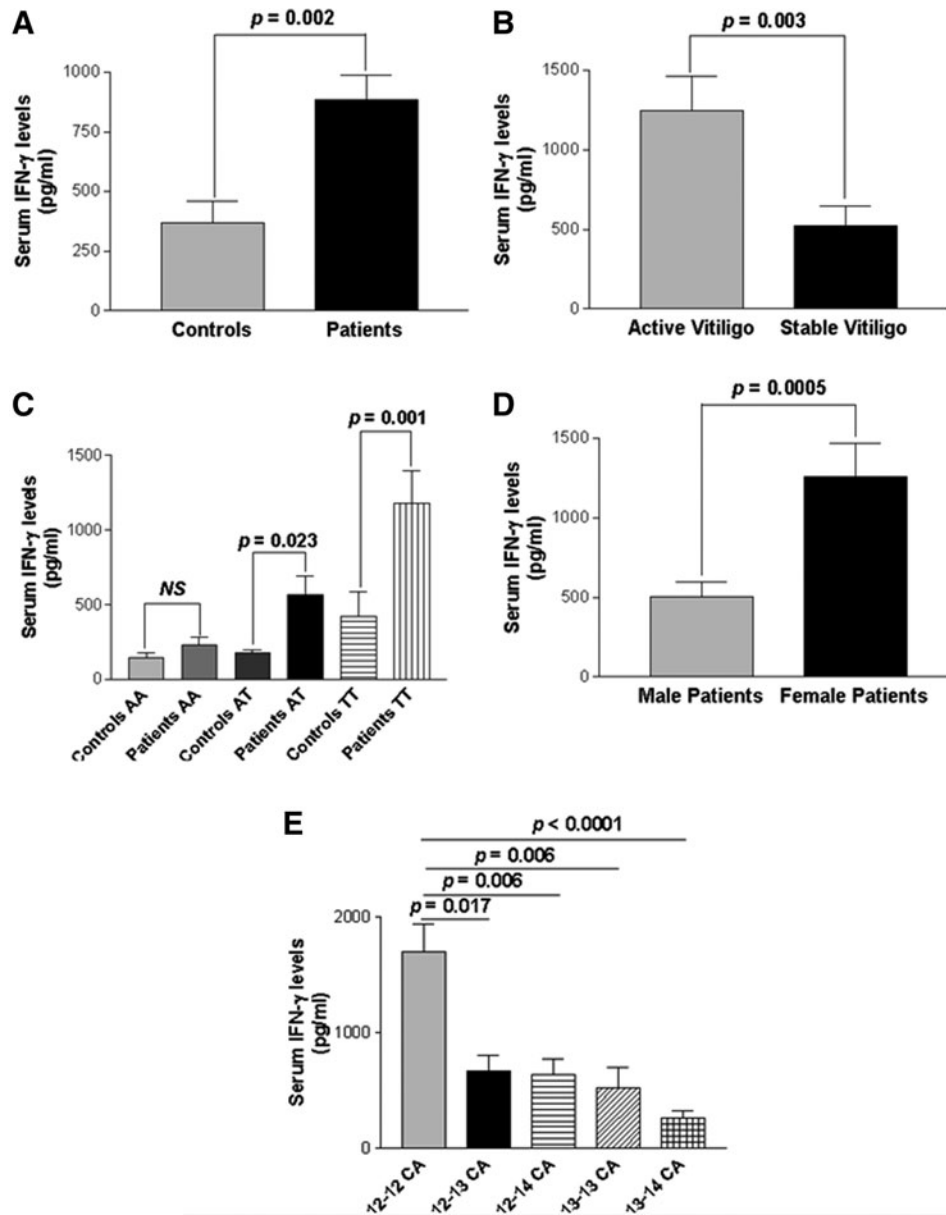 A
p = 0.002
Serum IFN-γ levels
(pg/ml)
1000
750
500
250
0
Controls
Patients
B
p = 0.003
Serum IFN-γ levels
(pg/ml)
1500
1000
500
0
Active Vitiligo
Stable Vitiligo
C
p = 0.001
p = 0.023
NS
Serum IFN-γ levels
(pg/ml)
1500
1000
500
0
Controls AA
Patients AA
Controls AT
Patients AT
Controls TT
Patients TT
D
p = 0.0005
Serum IFN-γ levels
(pg/ml)
1500
1000
500
0
Male Patients
Female Patients
E
p < 0.0001
p = 0.006
p = 0.006
p = 0.017
Serum IFN-γ levels
(pg/ml)
2000
1000
0
12-12 CA
12-13 CA
12-14 CA
13-13 CA
13-14 CA